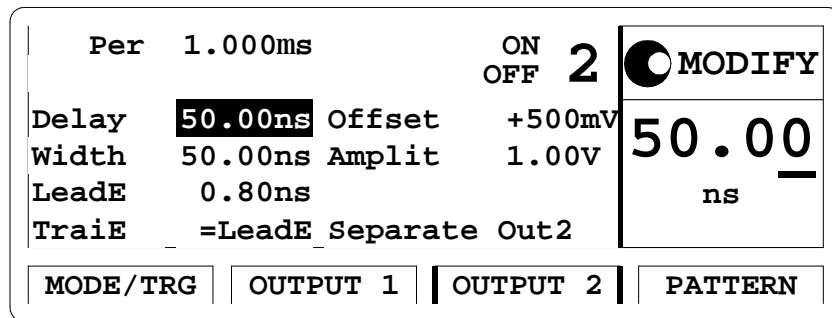 Per 1.000ms ON 2 MODIFY
OFF
Delay 50.00ns Offset +500mV 50.00
Width 50.00ns Amplit 1.00V
LeadE 0.80ns ns
TraiE =LeadE Separate Out2
MODE/TRG OUTPUT 1 OUTPUT 2 PATTERN